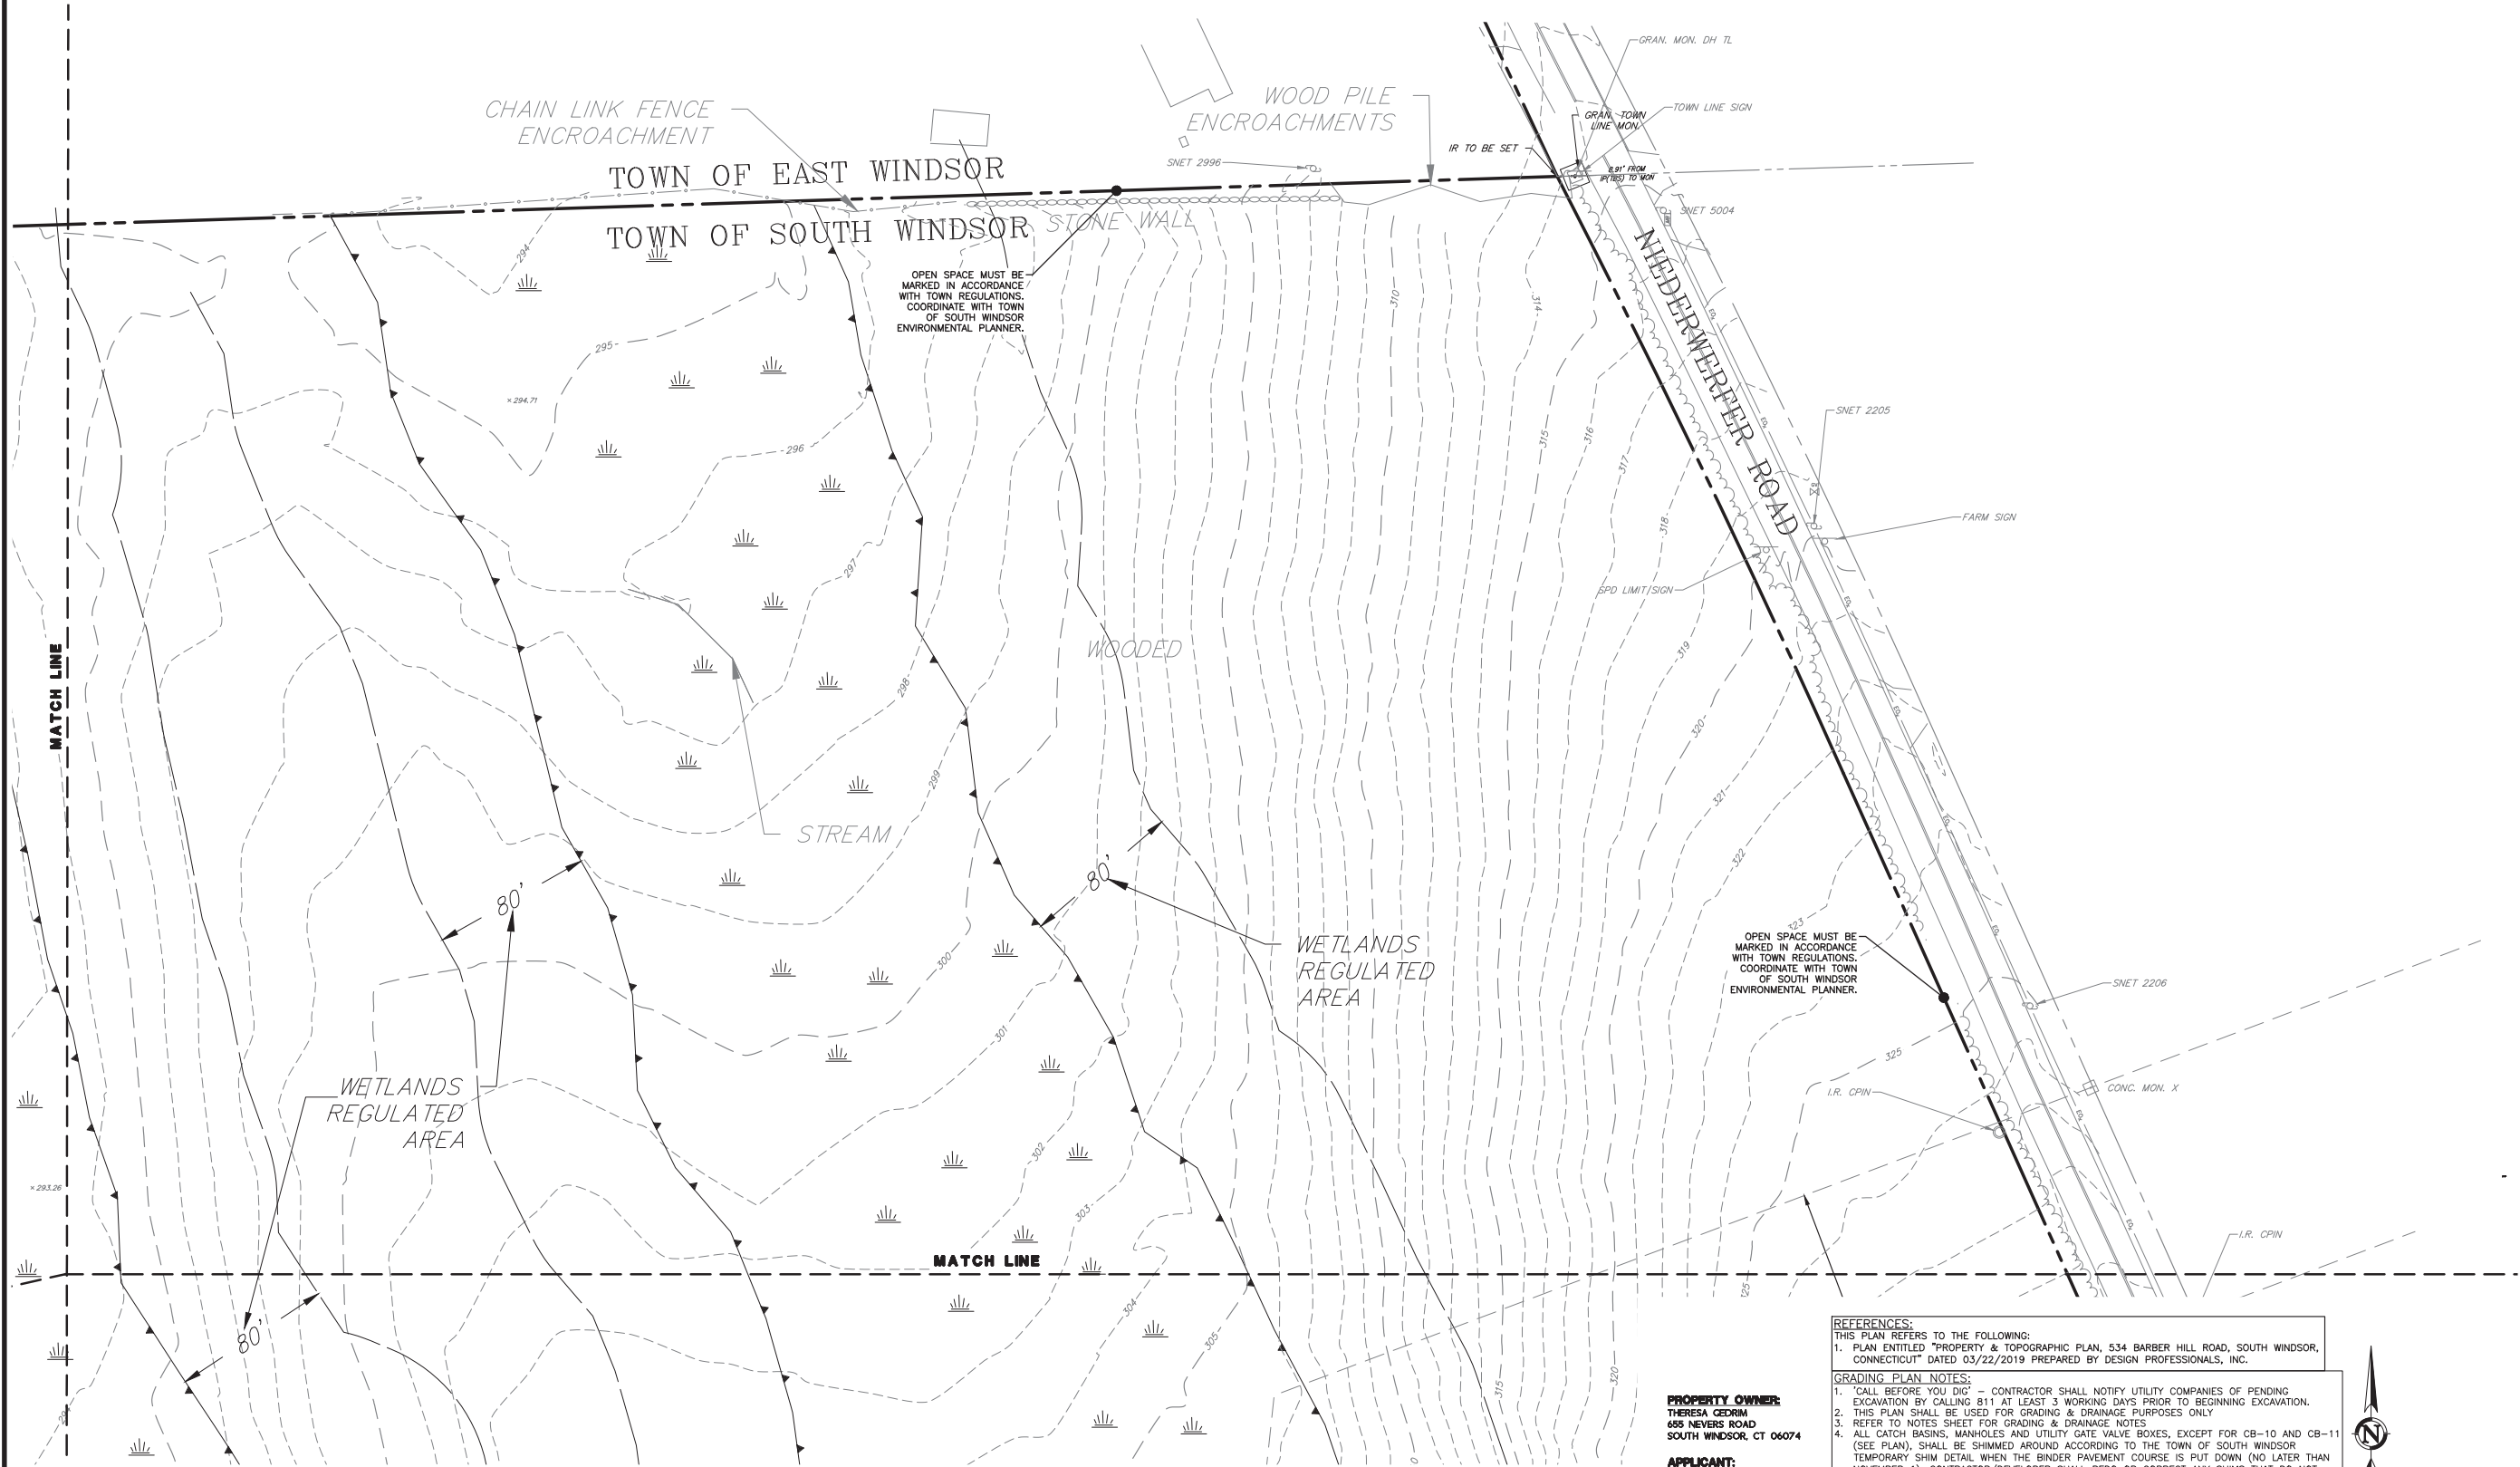 CHAIN LINK FENCE
ENCROACHMENT
WOOD PILE
ENCROACHMENTS
GRAN. MON. DH TL
TOWN LINE SIGN
GRAN. TOWN
LINE MON.
IR TO BE SET
SNET 2996
TOWN OF EAST WINDSOR
TOWN OF SOUTH WINDSOR
STONE WALL
SNET 5004
OPEN SPACE MUST BE
MARKED IN ACCORDANCE
WITH TOWN REGULATIONS.
COORDINATE WITH TOWN
OF SOUTH WINDSOR
ENVIRONMENTAL PLANNER.
NIEDERWERFER ROAD
294
295
× 294.71
296
297
298
299
300
301
302
303
304
305
310
314
315
316
317
318
319
320
321
322
323
325
SNET 2205
FARM SIGN
SPD LIMIT/SIGN
WOODED
MATCH LINE
STREAM
80'
80'
WETLANDS
REGULATED
AREA
OPEN SPACE MUST BE
MARKED IN ACCORDANCE
WITH TOWN REGULATIONS.
COORDINATE WITH TOWN
OF SOUTH WINDSOR
ENVIRONMENTAL PLANNER.
SNET 2206
I.R. CPIN
CONC. MON. X
WETLANDS
REGULATED
AREA
× 293.26
I.R. CPIN
MATCH LINE
80'
315
320
REFERENCES:
THIS PLAN REFERS TO THE FOLLOWING:
1. PLAN ENTITLED "PROPERTY & TOPOGRAPHIC PLAN, 534 BARBER HILL ROAD, SOUTH WINDSOR,
CONNECTICUT" DATED 03/22/2019 PREPARED BY DESIGN PROFESSIONALS, INC.
GRADING PLAN NOTES:
1. 'CALL BEFORE YOU DIG' – CONTRACTOR SHALL NOTIFY UTILITY COMPANIES OF PENDING
EXCAVATION BY CALLING 811 AT LEAST 3 WORKING DAYS PRIOR TO BEGINNING EXCAVATION.
2. THIS PLAN SHALL BE USED FOR GRADING & DRAINAGE PURPOSES ONLY
3. REFER TO NOTES SHEET FOR GRADING & DRAINAGE NOTES
4. ALL CATCH BASINS, MANHOLES AND UTILITY GATE VALVE BOXES, EXCEPT FOR CB-10 AND CB-11
(SEE PLAN), SHALL BE SHIMMED AROUND ACCORDING TO THE TOWN OF SOUTH WINDSOR
TEMPORARY SHIM DETAIL WHEN THE BINDER PAVEMENT COURSE IS PUT DOWN (NO LATER THAN
PROPERTY OWNER:
THERESA GEDRIM
655 NEVERS ROAD
SOUTH WINDSOR, CT 06074
APPLICANT:
N